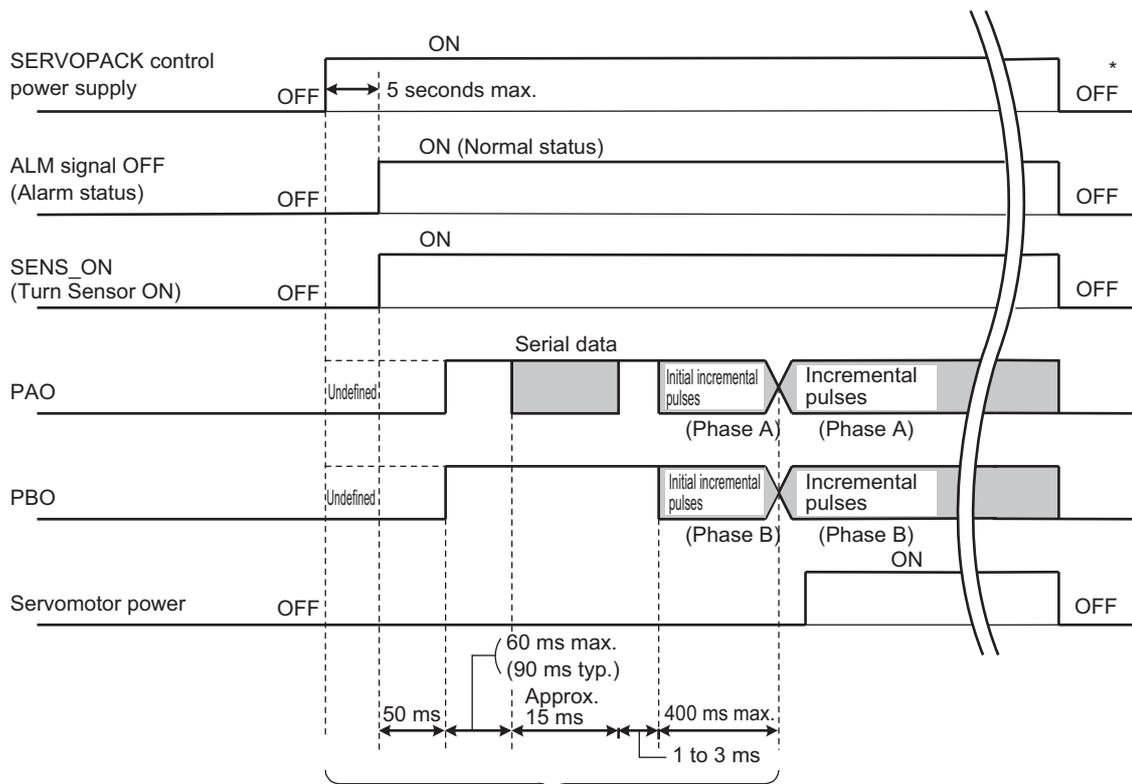 ON
SERVOPACK control
power supply
OFF
5 seconds max.
*
OFF
ALM signal OFF
(Alarm status)
OFF
ON (Normal status)
OFF
SENS_ON
(Turn Sensor ON)
OFF
ON
OFF
Serial data
PAO
Undefined
Initial incremental
pulses
(Phase A)
Incremental
pulses
(Phase A)
PBO
Undefined
Initial incremental
pulses
(Phase B)
Incremental
pulses
(Phase B)
ON
Servomotor power
OFF
OFF
60 ms max.
(90 ms typ.)
50 ms
Approx.
15 ms
400 ms max.
1 to 3 ms